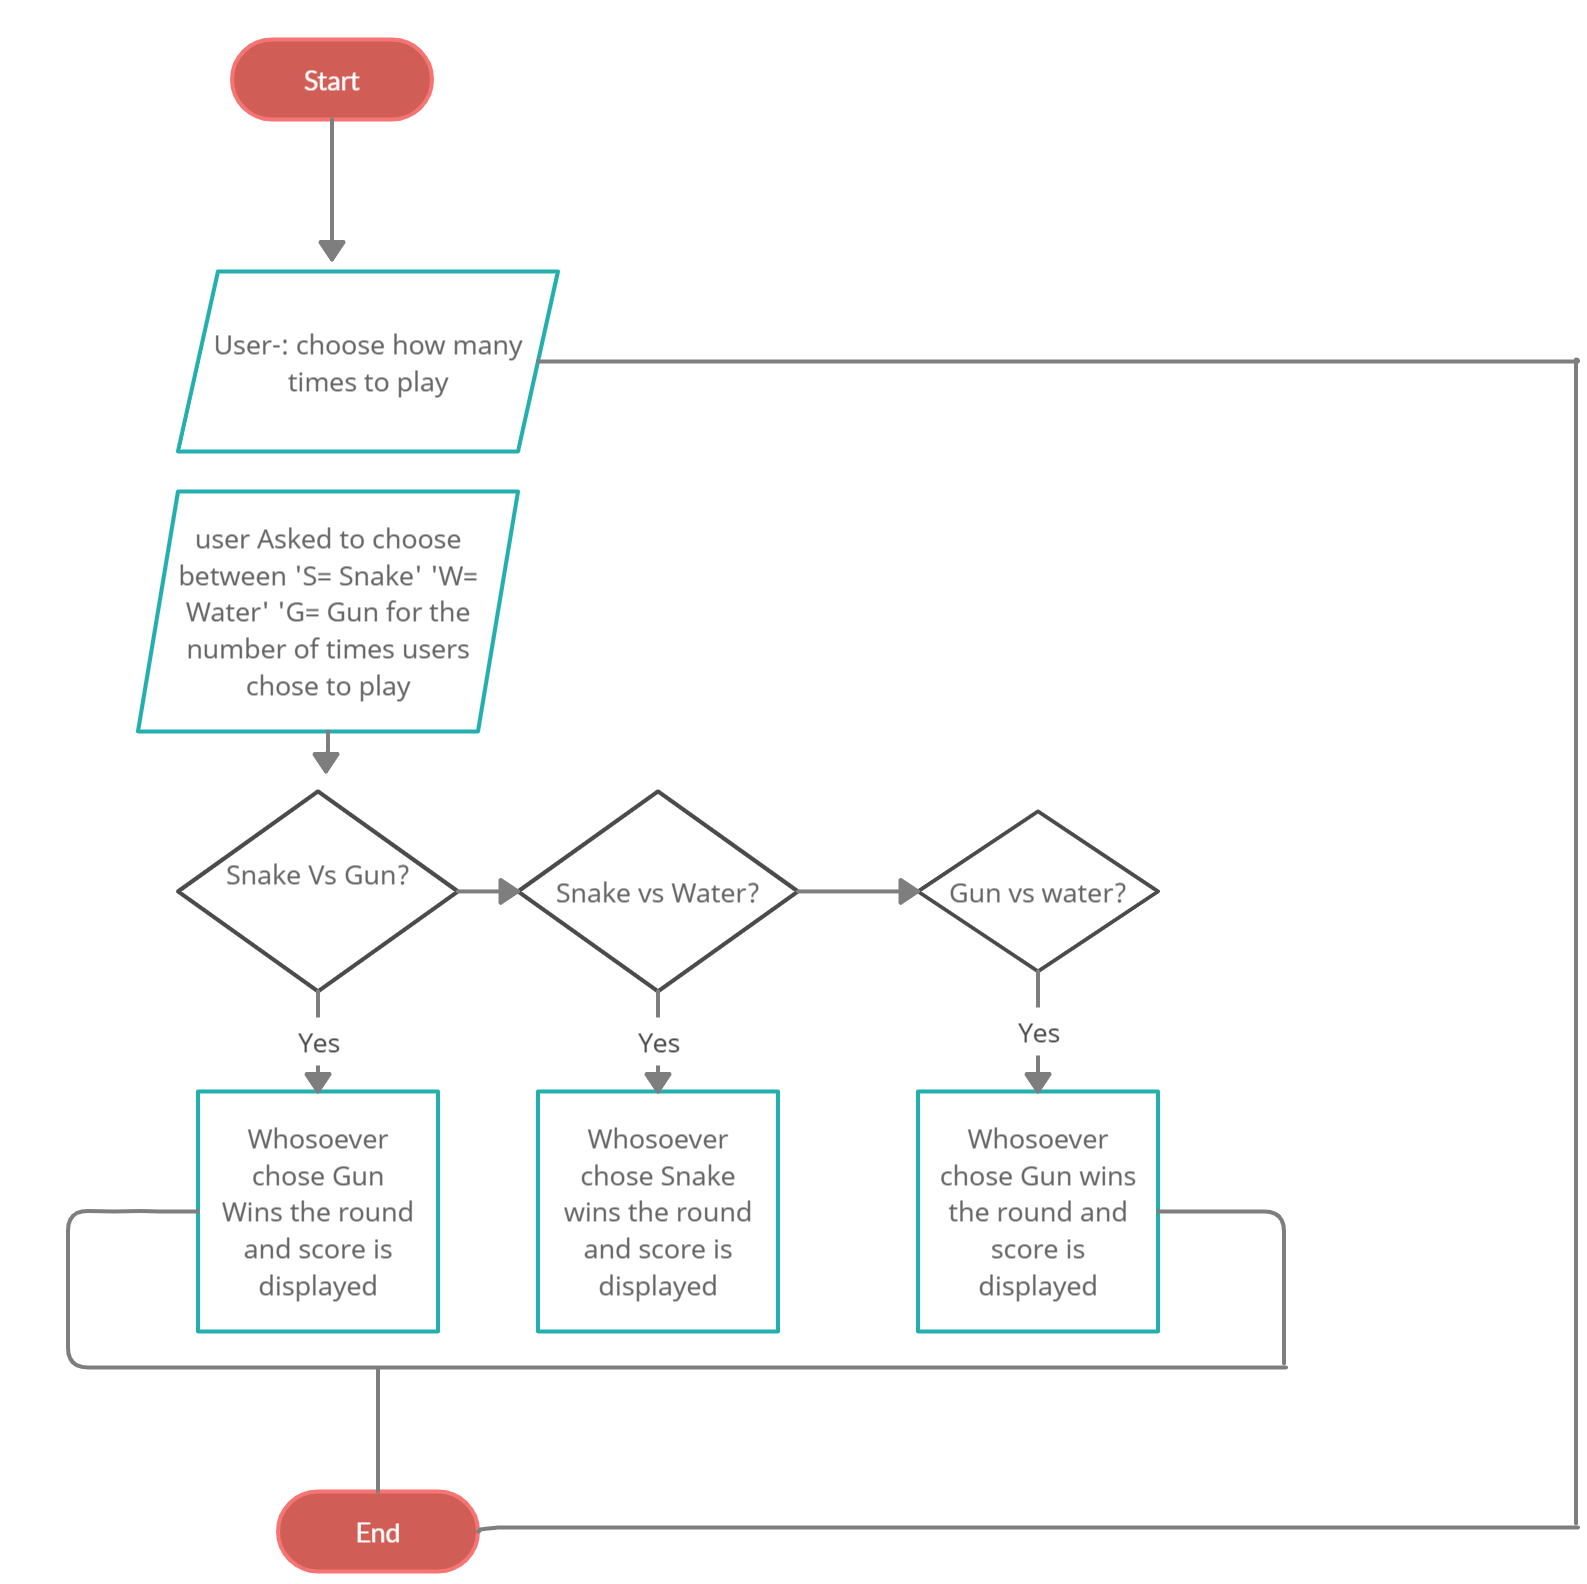 Start
User-: choose how many
times to play
user Asked to choose
between 'S= Snake' 'W=
Water' 'G= Gun for the
number of times users
chose to play
Snake Vs Gun?
Snake vs Water?
Gun vs water?
Yes
Yes
Yes
Whosoever
chose Gun
Wins the round
and score is
displayed
Whosoever
chose Snake
wins the round
and score is
displayed
Whosoever
chose Gun wins
the round and
score is
displayed
End